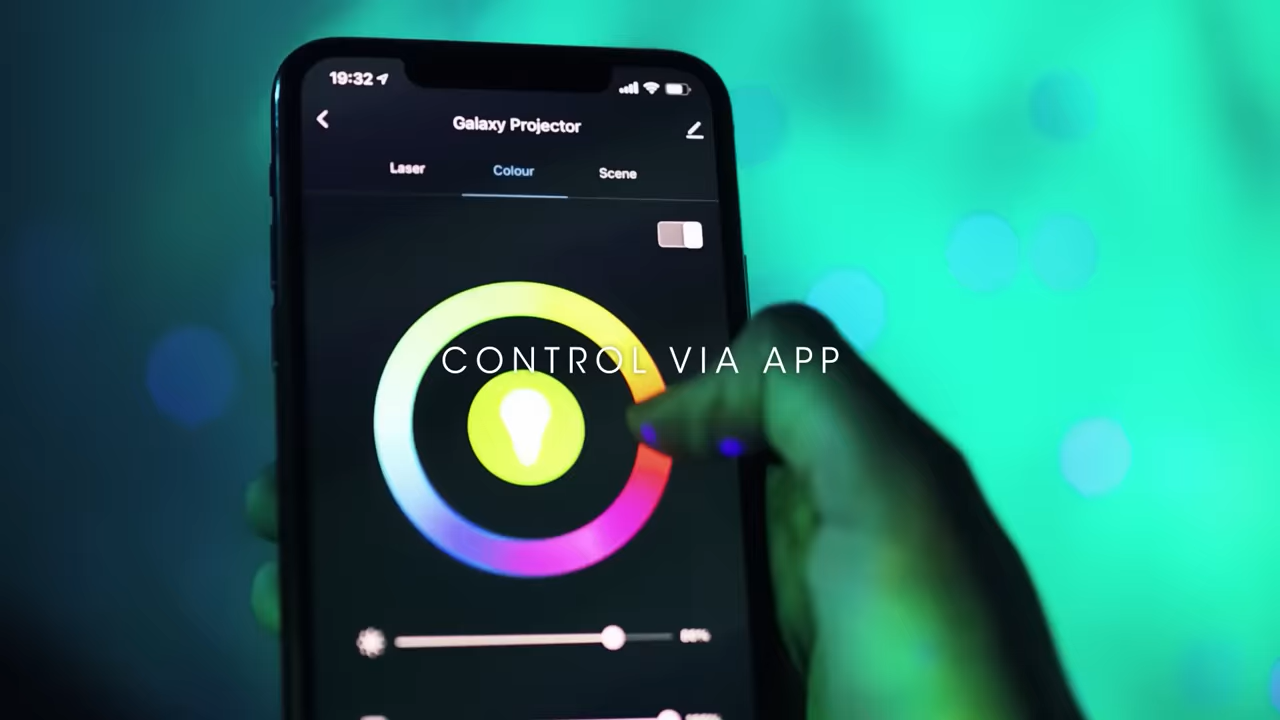 19:32
Galaxy Projector
Laser Colour Scene
CONTROL VIA APP